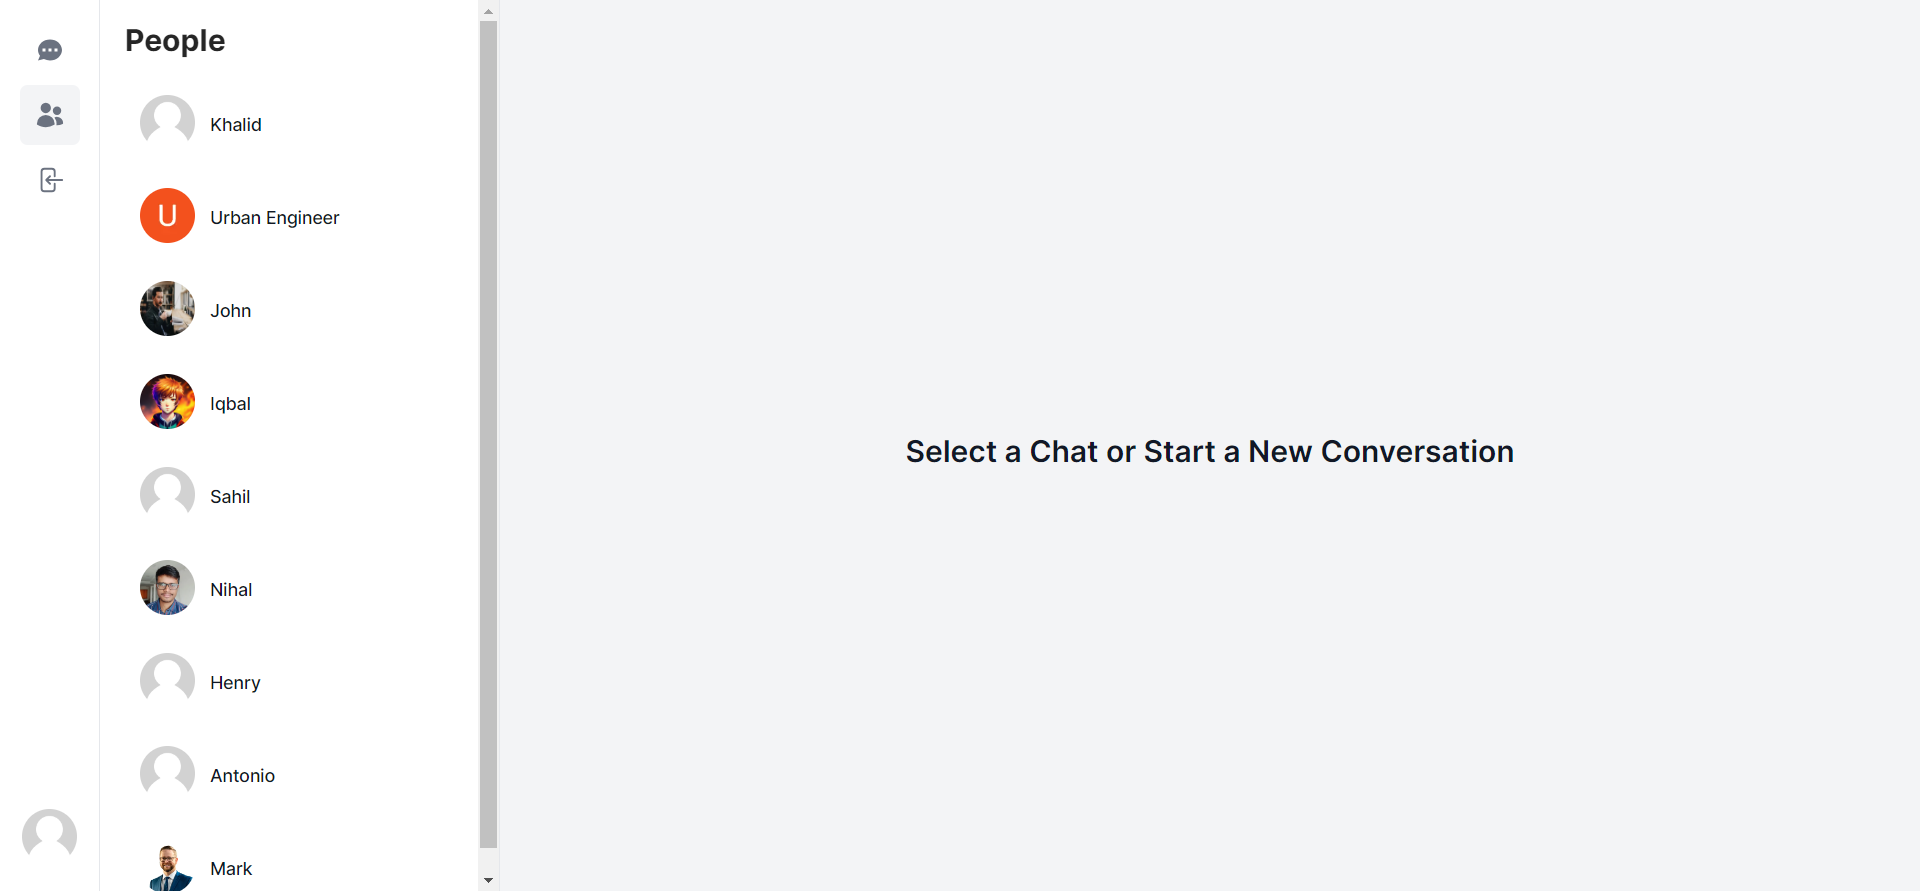 People
Khalid
U
Urban Engineer
John
Iqbal
Sahil
Nihal
Henry
Antonio
Mark
Select a Chat or Start a New Conversation